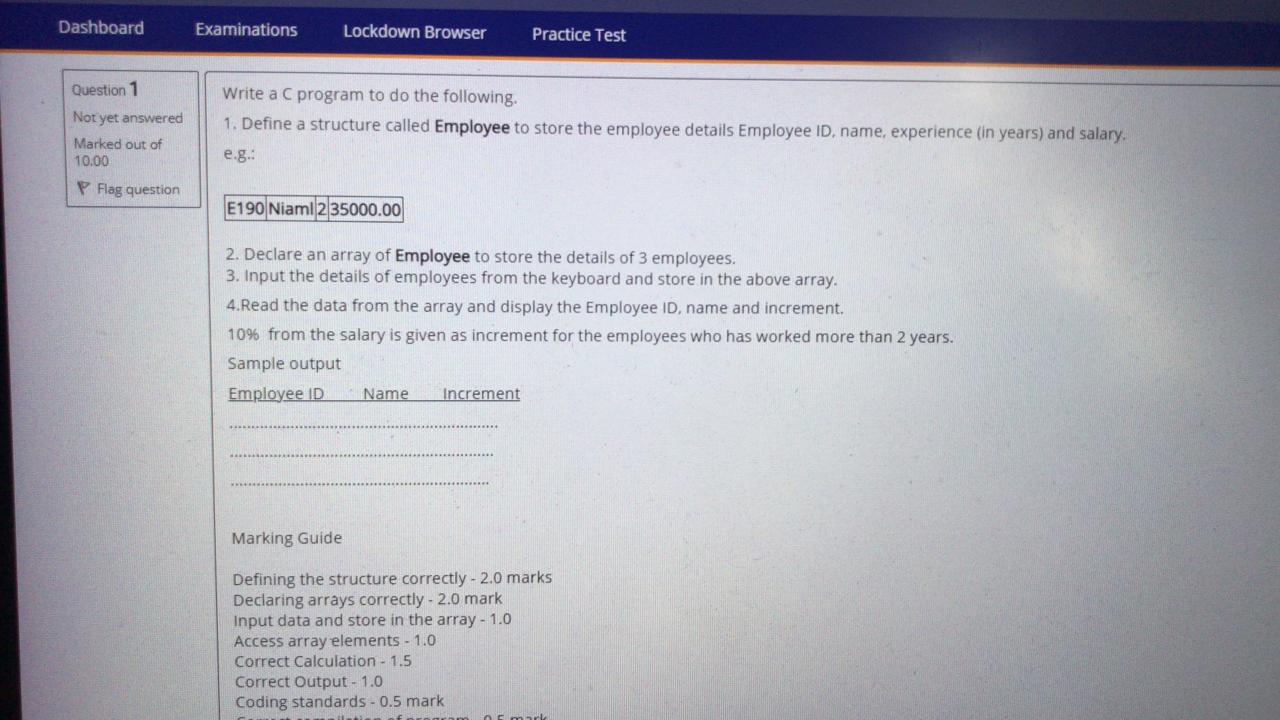 Dashboard Examinations Lockdown Browser Practice Test
Question 1
Not yet answered
Marked out of
10.00
Flag question
Write a C program to do the following.
1. Define a structure called Employee to store the employee details Employee ID, name, experience (in years) and salary.
e.g.:
E190 Niaml 2 35000.00
2. Declare an array of Employee to store the details of 3 employees.
3. Input the details of employees from the keyboard and store in the above array.
4.Read the data from the array and display the Employee ID, name and increment.
10% from the salary is given as increment for the employees who has worked more than 2 years.
Sample output
Employee ID Name Increment
................................................................
...............................................................
..............................................................
Marking Guide
Defining the structure correctly - 2.0 marks
Declaring arrays correctly - 2.0 mark
Input data and store in the array - 1.0
Access array elements - 1.0
Correct Calculation - 1.5
Correct Output - 1.0
Coding standards - 0.5 mark
Correct compilation of program - 0.5 mark